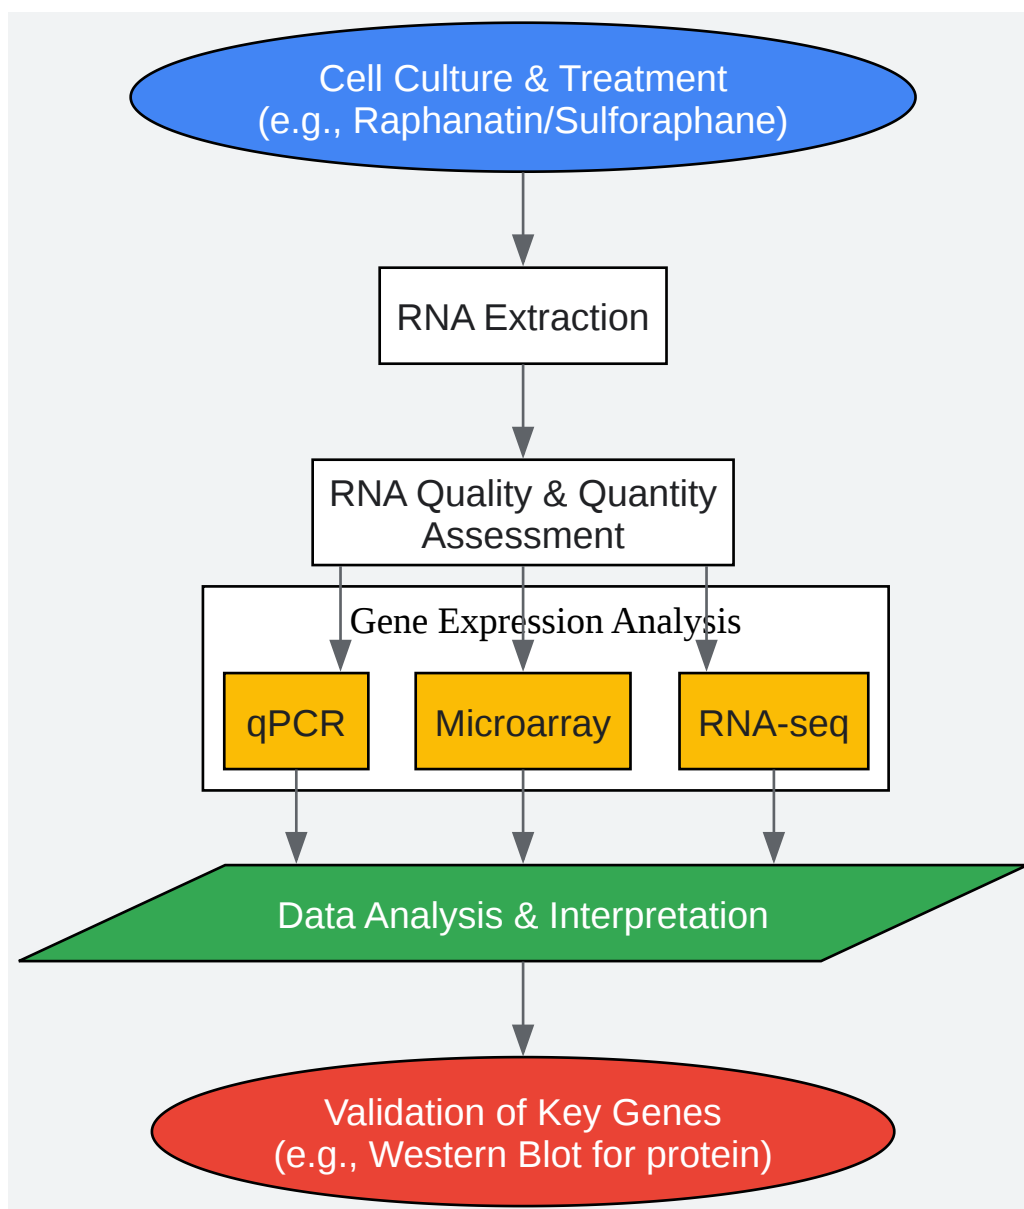 Cell Culture & Treatment
(e.g., Raphanatin/Sulforaphane)
RNA Extraction
RNA Quality & Quantity
Assessment
Gene Expression Analysis
qPCR
Microarray
RNA-seq
Data Analysis & Interpretation
Validation of Key Genes
(e.g., Western Blot for protein)